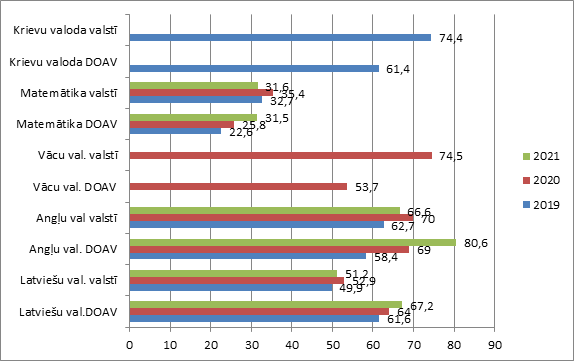 Krievu valoda valstī
74,4
Krievu valoda DOAV
61,4
Matemātika valstī
31,6
35,4
32,7
Matemātika DOAV
31,5
25,8
22,6
Vācu val. valstī
74,5
Vācu val. DOAV
53,7
Angļu val valstī
66,6
70
62,7
Angļu val. DOAV
80,6
69
58,4
Latviešu val. valstī
51,2
52,9
49,9
Latviešu val.DOAV
67,2
64
61,6
0 10 20 30 40 50 60 70 80 90
2021
2020
2019